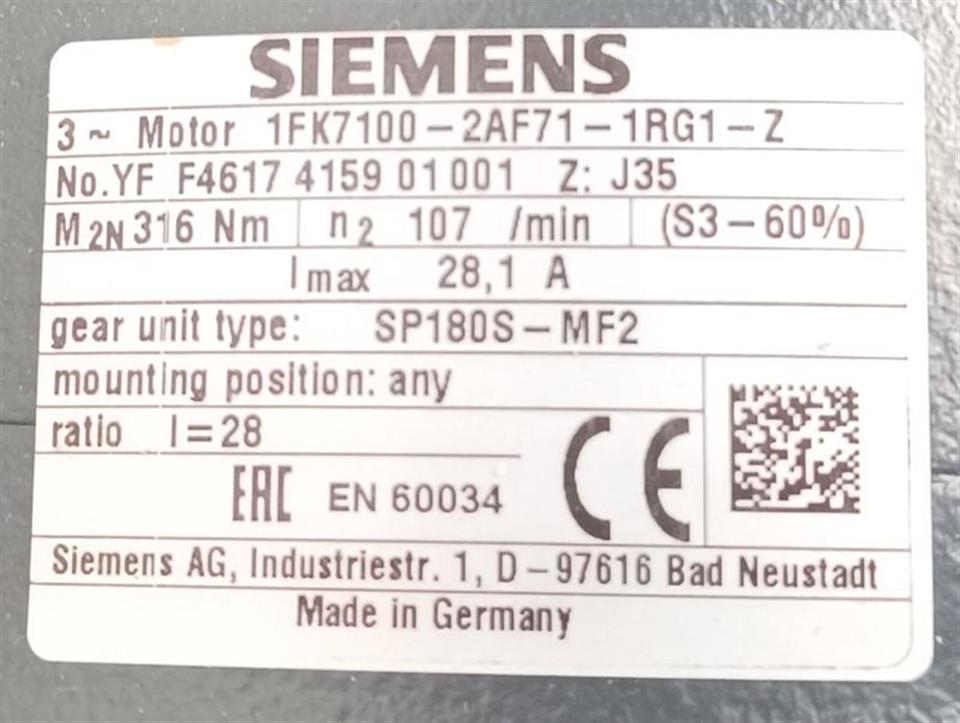 SIEMENS
3 ~ Motor 1FK7100-2AF71-1RG1-Z
No.YF F4617 4159 01 001 Z: J35
M2N 316 Nm n2 107 /min (S3-60%)
Imax 28,1 A
gear unit type: SP180S-MF2
mounting position: any
ratio I=28
EAC EN 60034 CE
Siemens AG, Industriestr. 1, D-97616 Bad Neustadt
Made in Germany